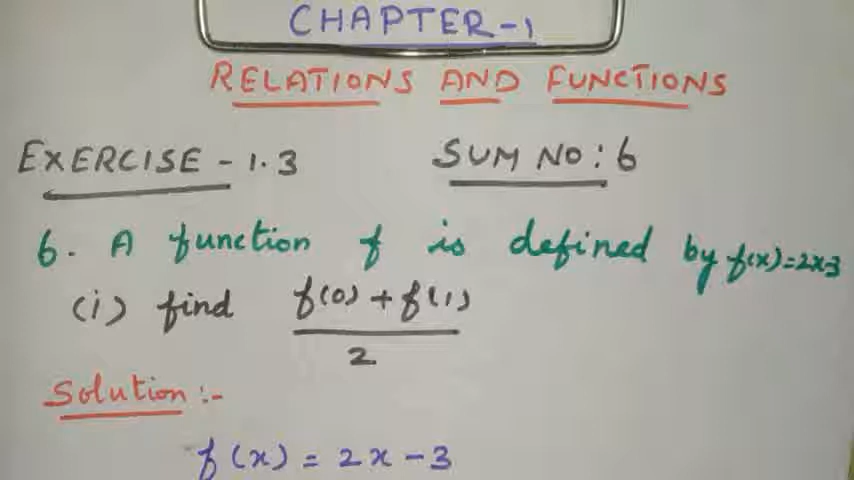 CHAPTER-1
RELATIONS AND FUNCTIONS
EXERCISE - 1.3 SUM NO: 6
6. A function f is defined by f(x)=2x-3
(i) find f(0) + f(1)
2
Solution :-
f(x) = 2x - 3